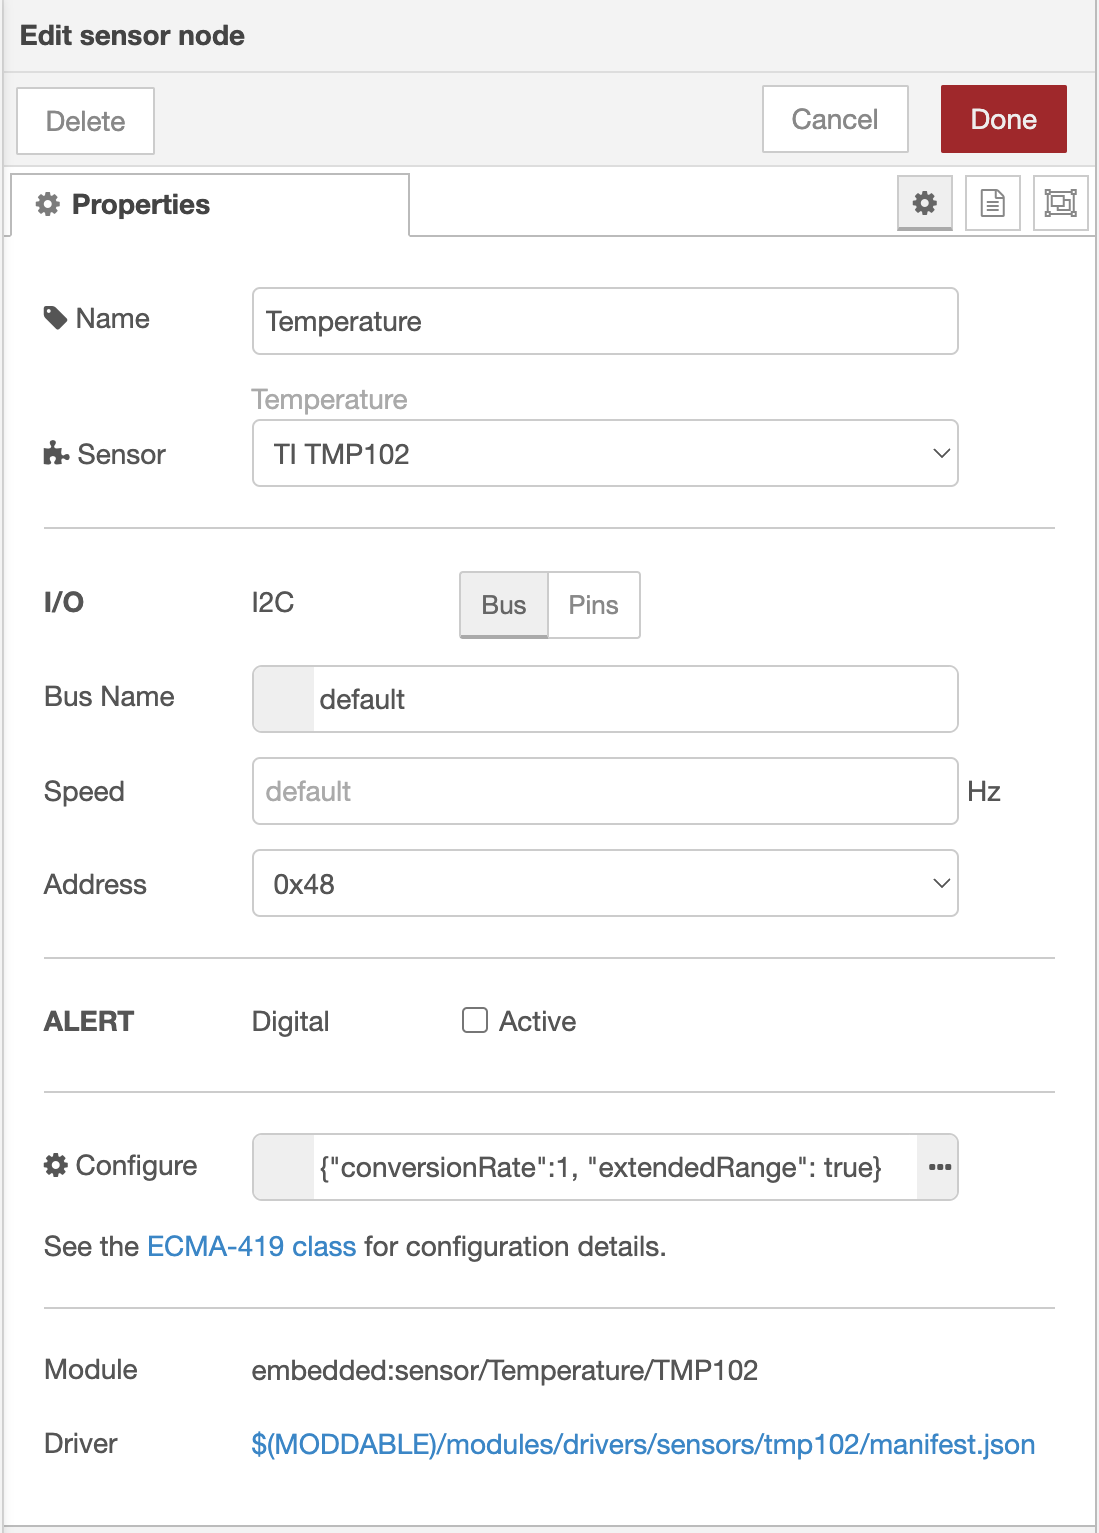 Edit sensor node
Delete
Cancel
Done
Properties
Name
Temperature
Temperature
Sensor
TI TMP102
I/O
I2C
Bus
Pins
Bus Name
default
Speed
default
Hz
Address
0x48
ALERT
Digital
Active
Configure
{"conversionRate":1, "extendedRange": true}
See the ECMA-419 class for configuration details.
Module
embedded:sensor/Temperature/TMP102
Driver
$(MODDABLE)/modules/drivers/sensors/tmp102/manifest.json